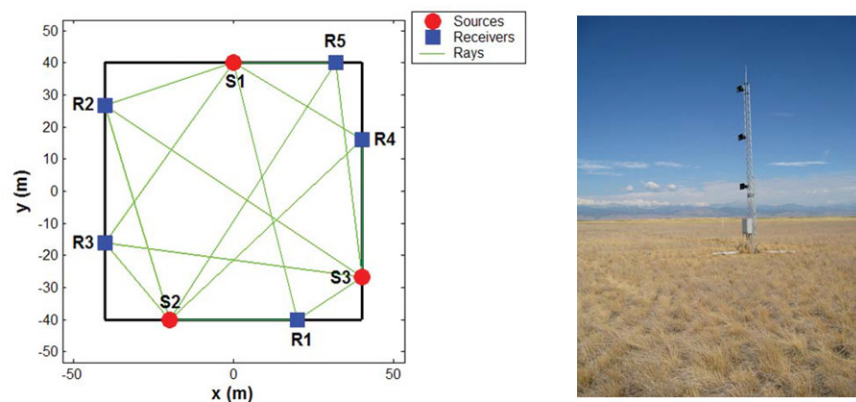 Sources
Receivers
Rays
R5
S1
R2
R4
R3
S3
S2
R1
50
40
30
20
10
0
-10
-20
-30
-40
-50
y (m)
-50
0
50
x (m)